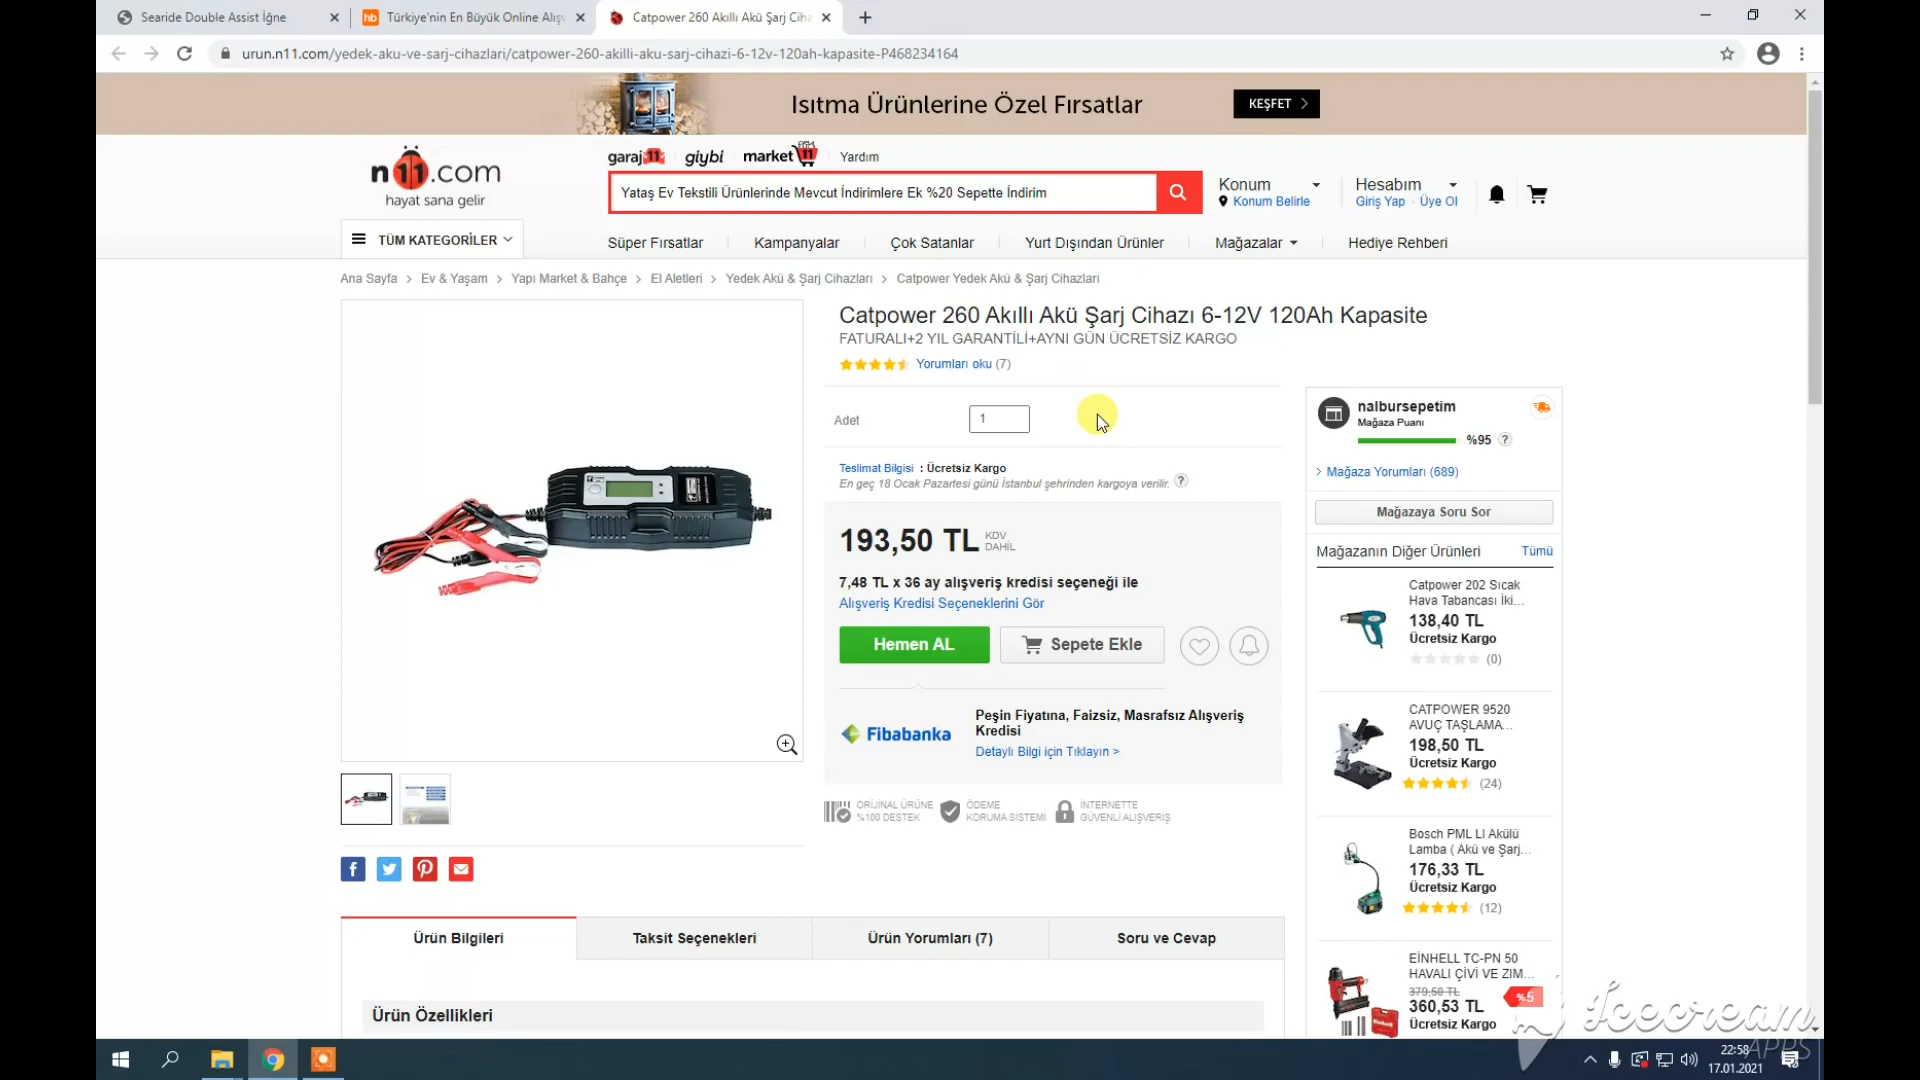 Searide Double Assist İğne
hb Türkiye'nin En Büyük Online Alış
Catpower 260 Akıllı Akü Şarj Ciha
urun.n11.com/yedek-aku-ve-sarj-cihazlari/catpower-260-akilli-aku-sarj-cihazi-6-12v-120ah-kapasite-P468234164
Isıtma Ürünlerine Özel Fırsatlar
KEŞFET
n11.com
hayat sana gelir
garaj11 giybi market11 Yardım
Yataş Ev Tekstili Ürünlerinde Mevcut İndirimlere Ek %20 Sepette İndirim
Konum
Konum Belirle
Hesabım
Giriş Yap · Üye Ol
TÜM KATEGORİLER
Süper Fırsatlar
Kampanyalar
Çok Satanlar
Yurt Dışından Ürünler
Mağazalar
Hediye Rehberi
Ana Sayfa > Ev & Yaşam > Yapı Market & Bahçe > El Aletleri > Yedek Akü & Şarj Cihazları > Catpower Yedek Akü & Şarj Cihazları
Catpower 260 Akıllı Akü Şarj Cihazı 6-12V 120Ah Kapasite
FATURALI+2 YIL GARANTİLİ+AYNI GÜN ÜCRETSİZ KARGO
Yorumları oku (7)
Adet
1
Teslimat Bilgisi : Ücretsiz Kargo
En geç 18 Ocak Pazartesi günü İstanbul şehrinden kargoya verilir. ?
193,50 TL KDV
DAHİL
7,48 TL x 36 ay alışveriş kredisi seçeneği ile
Alışveriş Kredisi Seçeneklerini Gör
Hemen AL
Sepete Ekle
Fibabanka
Peşin Fiyatına, Faizsiz, Masrafsız Alışveriş
Kredisi
Detaylı Bilgi için Tıklayın >
ORİJİNAL ÜRÜNE
%100 DESTEK
ÖDEME
KORUMA SİSTEMİ
İNTERNETTE
GÜVENLİ ALIŞVERİŞ
nalbursepetim
Mağaza Puanı
%95 ?
> Mağaza Yorumları (689)
Mağazaya Soru Sor
Mağazanın Diğer Ürünleri Tümü
Catpower 202 Sıcak
Hava Tabancası İki...
138,40 TL
Ücretsiz Kargo
(0)
CATPOWER 9520
AVUÇ TAŞLAMA...
198,50 TL
Ücretsiz Kargo
(24)
Bosch PML LI Akülü
Lamba ( Akü ve Şarj...
176,33 TL
Ücretsiz Kargo
(12)
EİNHELL TC-PN 50
HAVALI ÇİVİ VE ZIM...
379,50 TL
360,53 TL
%5
Ücretsiz Kargo
Ürün Bilgileri
Taksit Seçenekleri
Ürün Yorumları (7)
Soru ve Cevap
Ürün Özellikleri
Icecream
APPS
22:58
17.01.2021